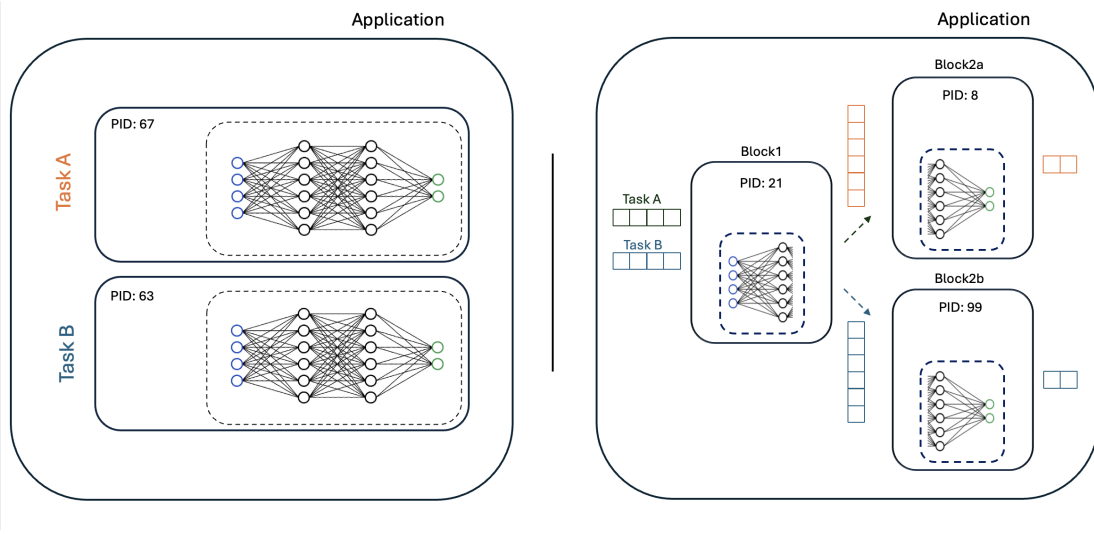 Application
Task A
PID: 67
Task B
PID: 63
Application
Task A
Task B
Block1
PID: 21
Block2a
PID: 8
Block2b
PID: 99